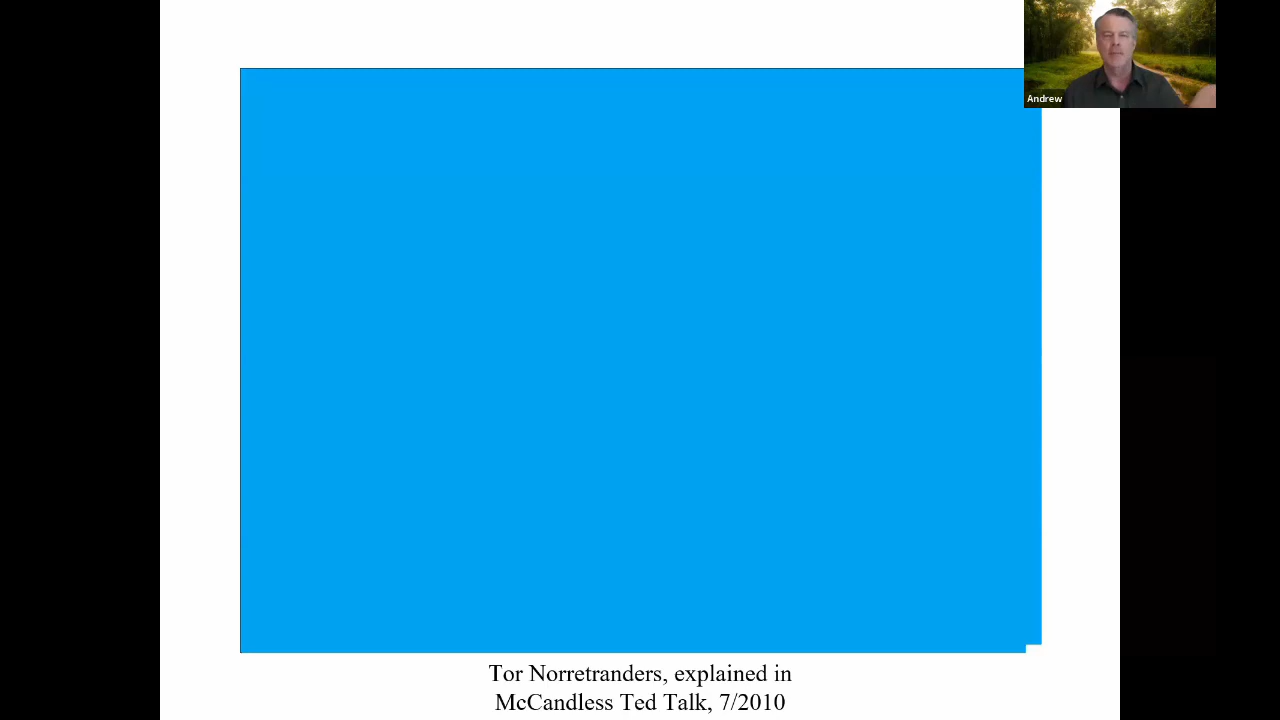 Andrew
Tor Norretranders, explained in
McCandless Ted Talk, 7/2010